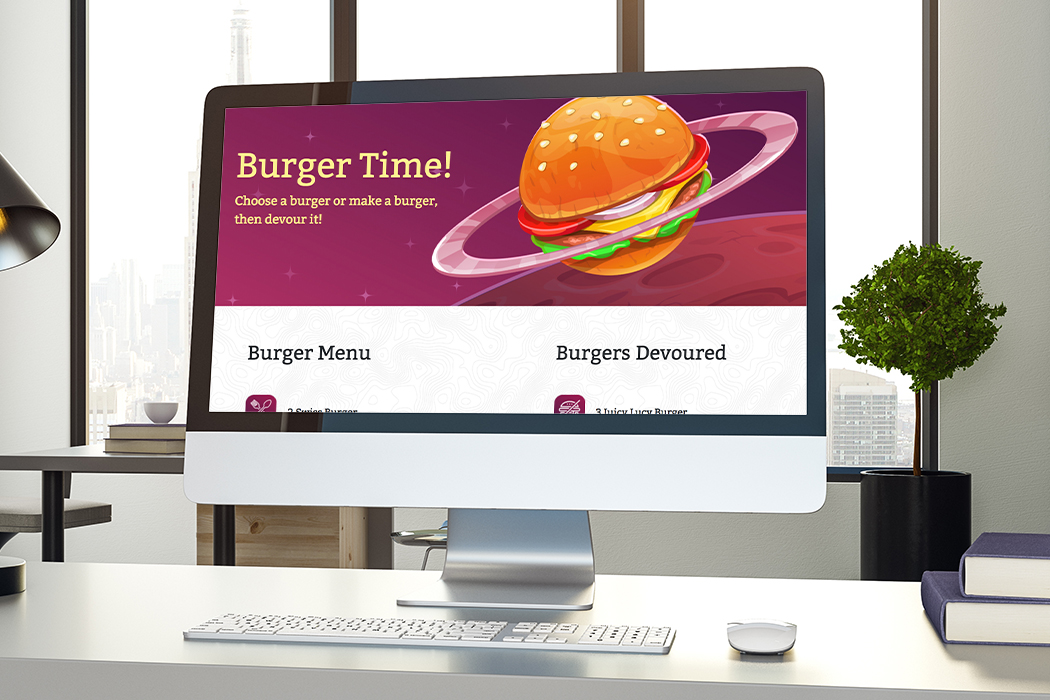 Burger Time!
Choose a burger or make a burger,
then devour it!
Burger Menu
Burgers Devoured
2 Swiss Burger
3 Juicy Lucy Burger